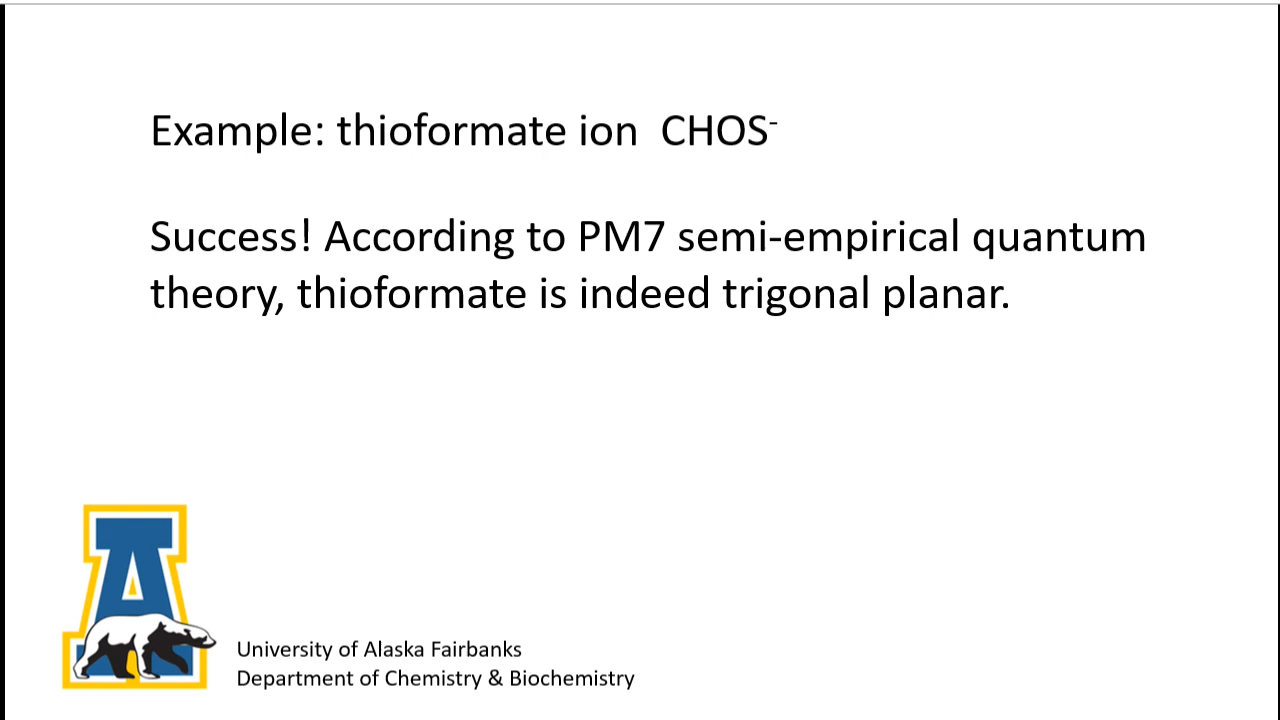 Example: thioformate ion  CHOS⁻
Success! According to PM7 semi-empirical quantum
theory, thioformate is indeed trigonal planar.
A
University of Alaska Fairbanks
Department of Chemistry & Biochemistry